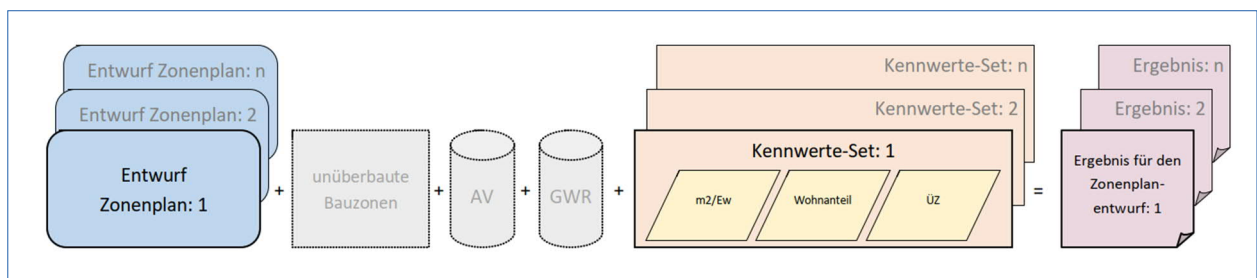 Entwurf Zonenplan: n
Entwurf Zonenplan: 2
Entwurf
Zonenplan: 1
+
unüberbaute
Bauzonen
+
AV
+
GWR
+
Kennwerte-Set: n
Kennwerte-Set: 2
Kennwerte-Set: 1
m2/Ew
Wohnanteil
ÜZ
=
Ergebnis: n
Ergebnis: 2
Ergebnis für den
Zonenplan-
entwurf: 1